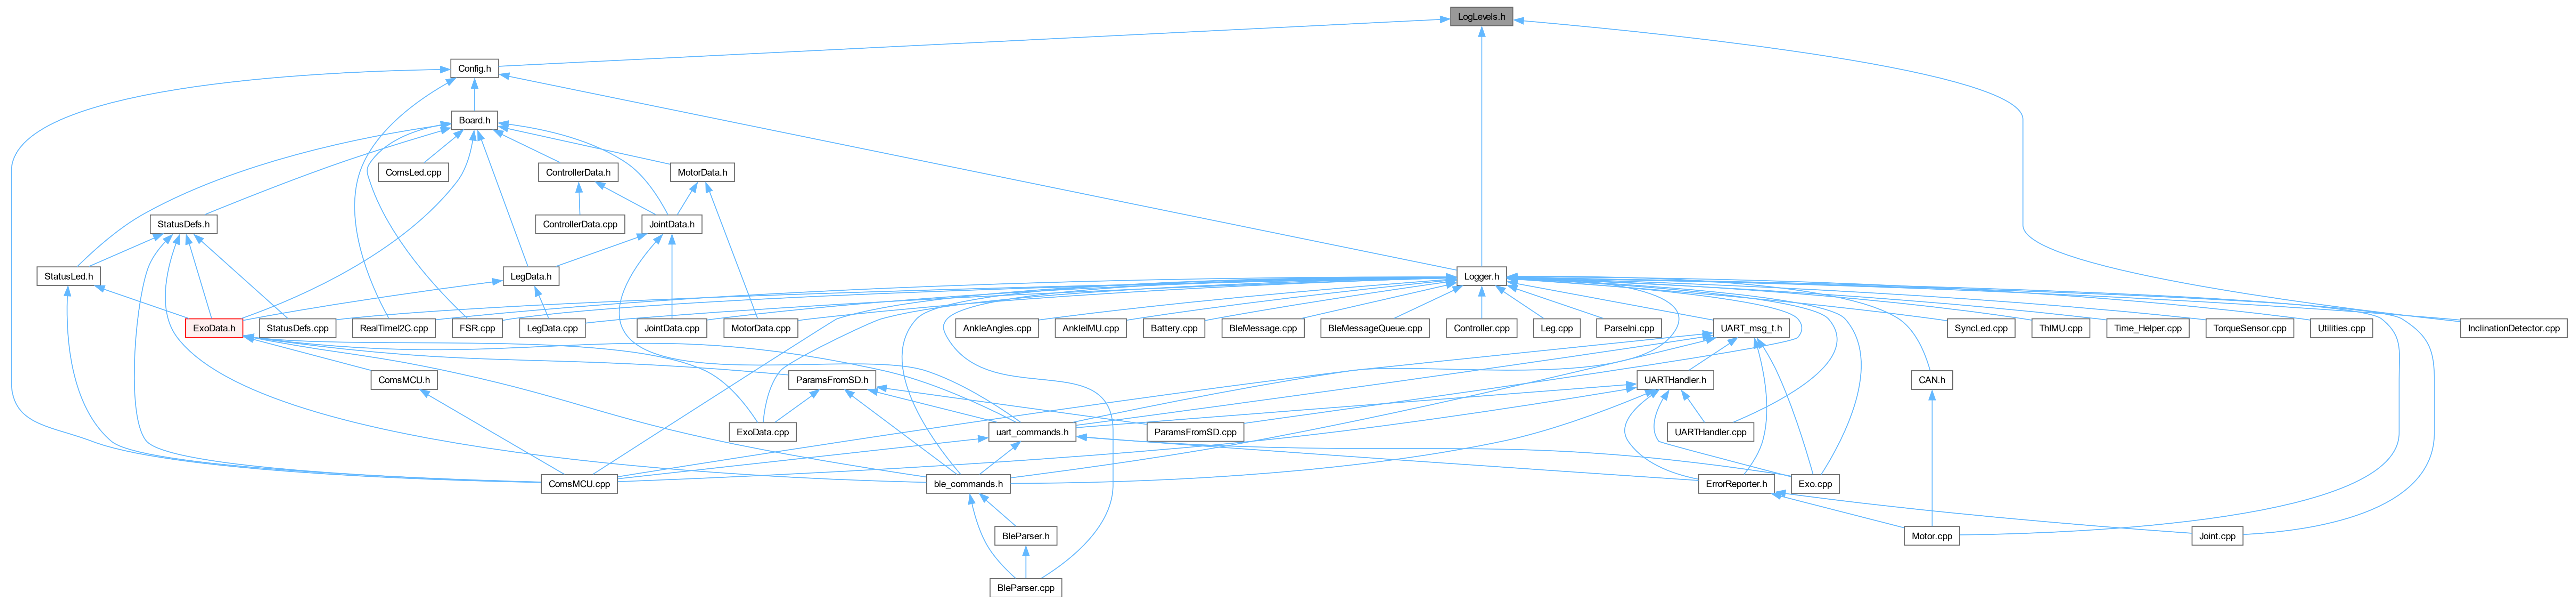 LogLevels.h
Config.h
Board.h
ComsLed.cpp
ControllerData.h
MotorData.h
StatusDefs.h
ControllerData.cpp
JointData.h
StatusLed.h
LegData.h
Logger.h
ExoData.h
StatusDefs.cpp
RealTimeI2C.cpp
FSR.cpp
LegData.cpp
JointData.cpp
MotorData.cpp
AnkleAngles.cpp
AnkleIMU.cpp
Battery.cpp
BleMessage.cpp
BleMessageQueue.cpp
Controller.cpp
Leg.cpp
ParseIni.cpp
UART_msg_t.h
SyncLed.cpp
ThIMU.cpp
Time_Helper.cpp
TorqueSensor.cpp
Utilities.cpp
InclinationDetector.cpp
ComsMCU.h
ParamsFromSD.h
UARTHandler.h
CAN.h
ExoData.cpp
uart_commands.h
ParamsFromSD.cpp
UARTHandler.cpp
ComsMCU.cpp
ble_commands.h
ErrorReporter.h
Exo.cpp
BleParser.h
Motor.cpp
Joint.cpp
BleParser.cpp